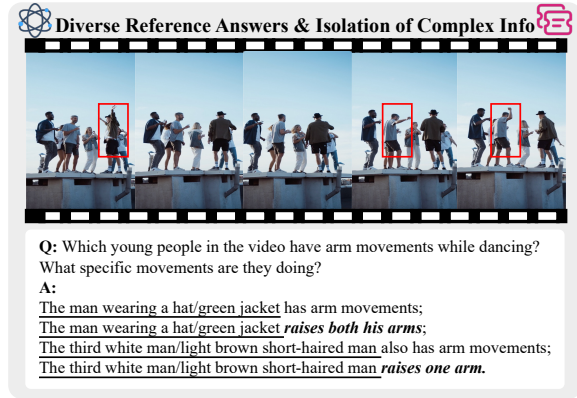 Diverse Reference Answers & Isolation of Complex Info
Q: Which young people in the video have arm movements while dancing?
What specific movements are they doing?
A:
The man wearing a hat/green jacket has arm movements;
The man wearing a hat/green jacket raises both his arms;
The third white man/light brown short-haired man also has arm movements;
The third white man/light brown short-haired man raises one arm.